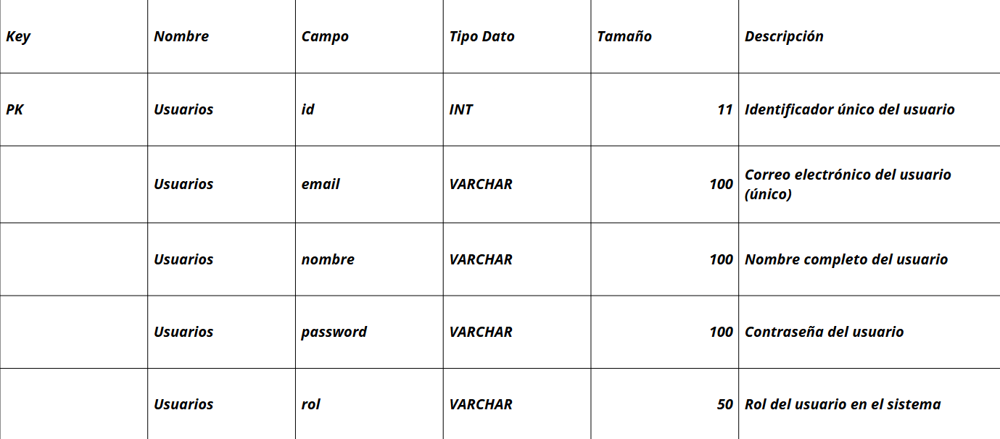 Key Nombre Campo Tipo Dato Tamaño Descripción
PK Usuarios id INT 11 Identificador único del usuario
Usuarios email VARCHAR 100 Correo electrónico del usuario
(único)
Usuarios nombre VARCHAR 100 Nombre completo del usuario
Usuarios password VARCHAR 100 Contraseña del usuario
Usuarios rol VARCHAR 50 Rol del usuario en el sistema